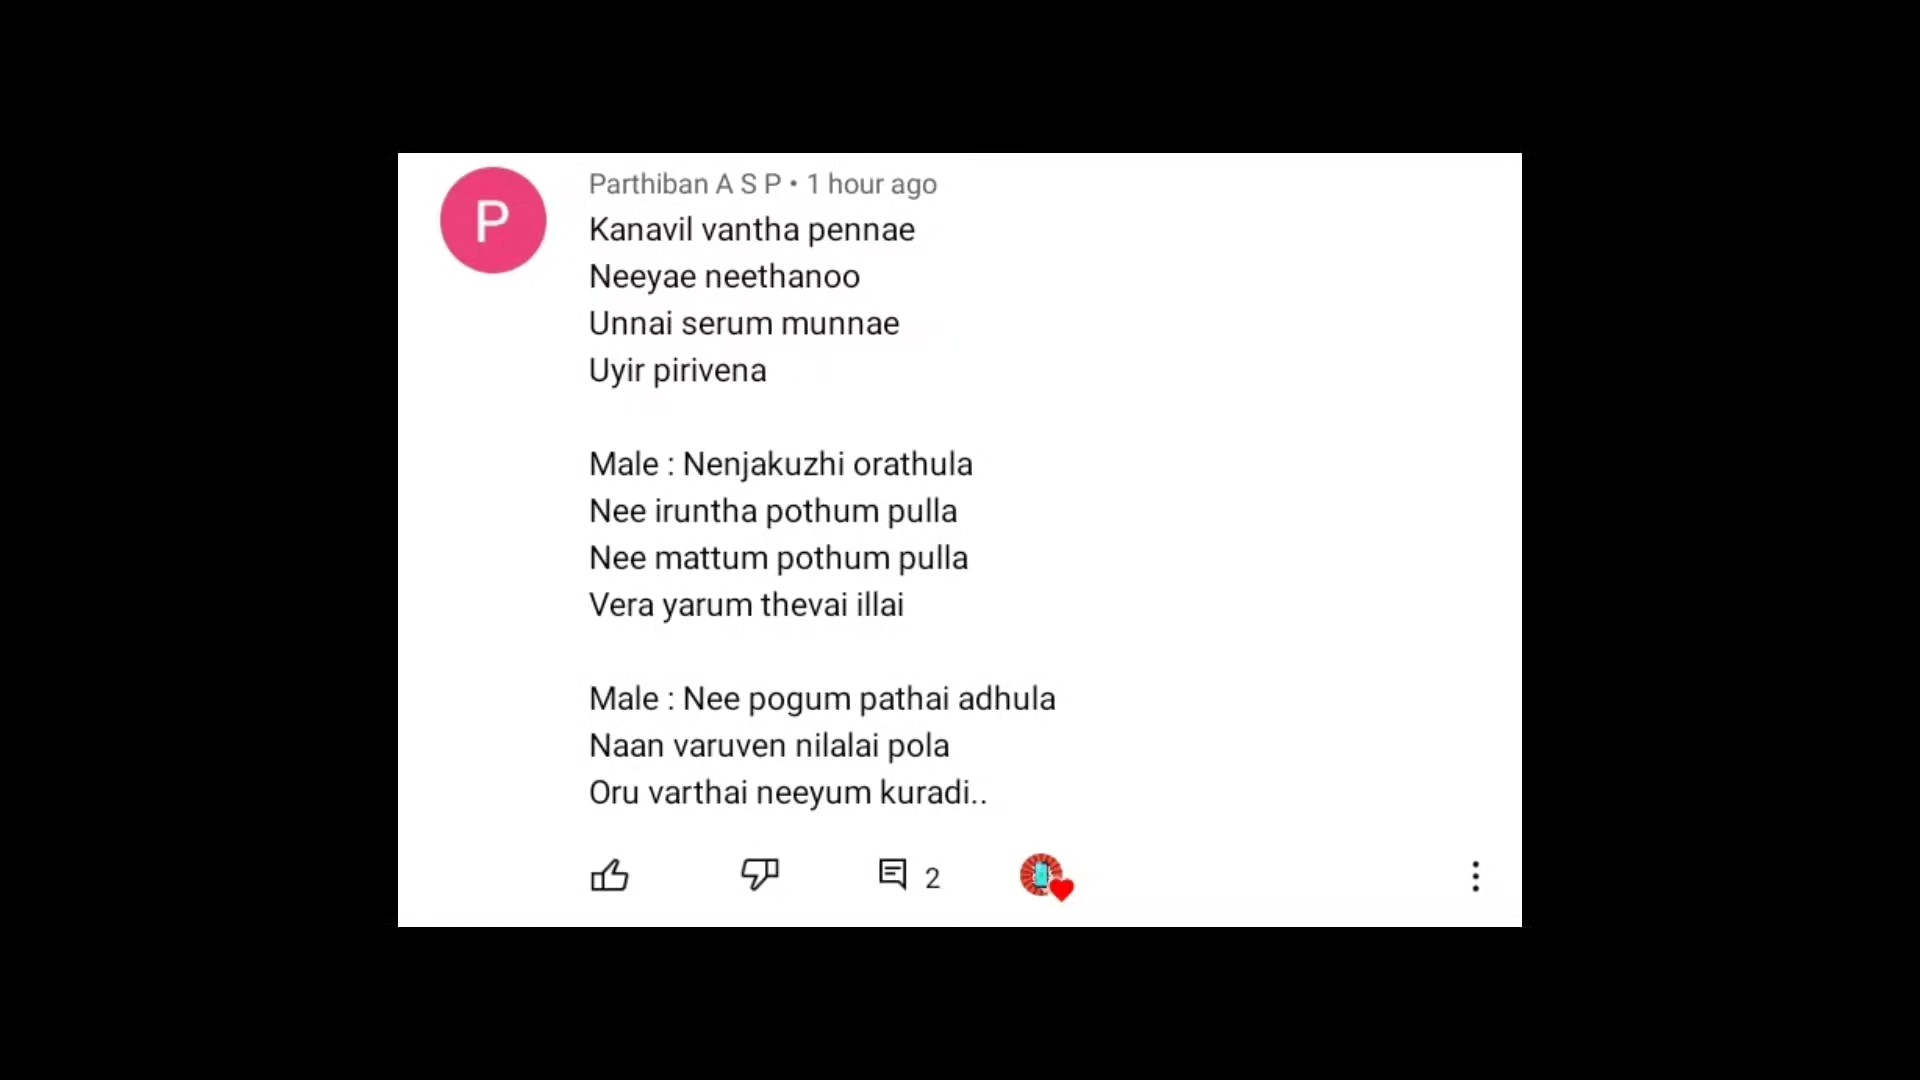 P
Parthiban A S P • 1 hour ago
Kanavil vantha pennae
Neeyae neethanoo
Unnai serum munnae
Uyir pirivena
Male : Nenjakuzhi orathula
Nee iruntha pothum pulla
Nee mattum pothum pulla
Vera yarum thevai illai
Male : Nee pogum pathai adhula
Naan varuven nilalai pola
Oru varthai neeyum kuradi..
2